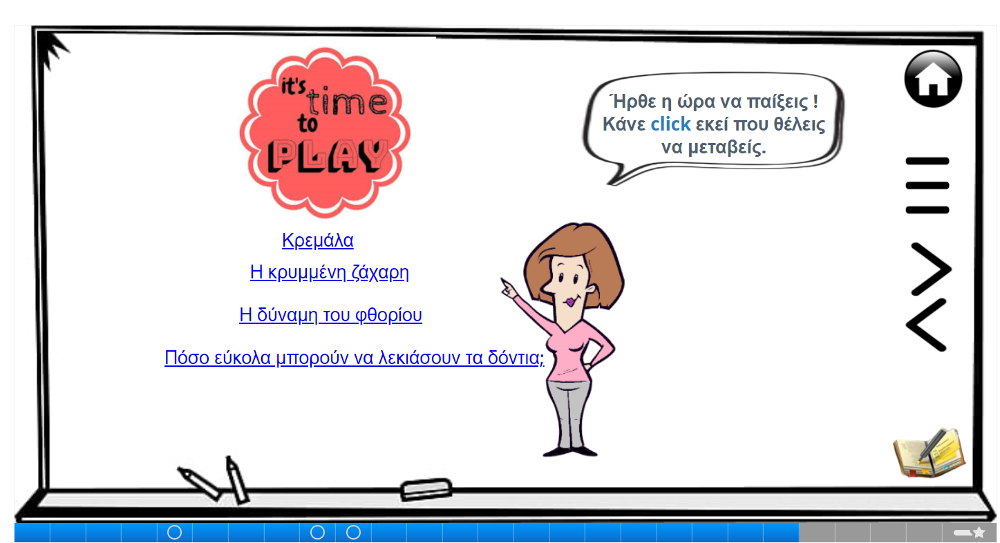 it's
time
to
PLAY
Ήρθε η ώρα να παίξεις !
Κάνε click εκεί που θέλεις
να μεταβείς.
Κρεμάλα
Η κρυμμένη ζάχαρη
Η δύναμη του φθορίου
Πόσο εύκολα μπορούν να λεκιάσουν τα δόντια;